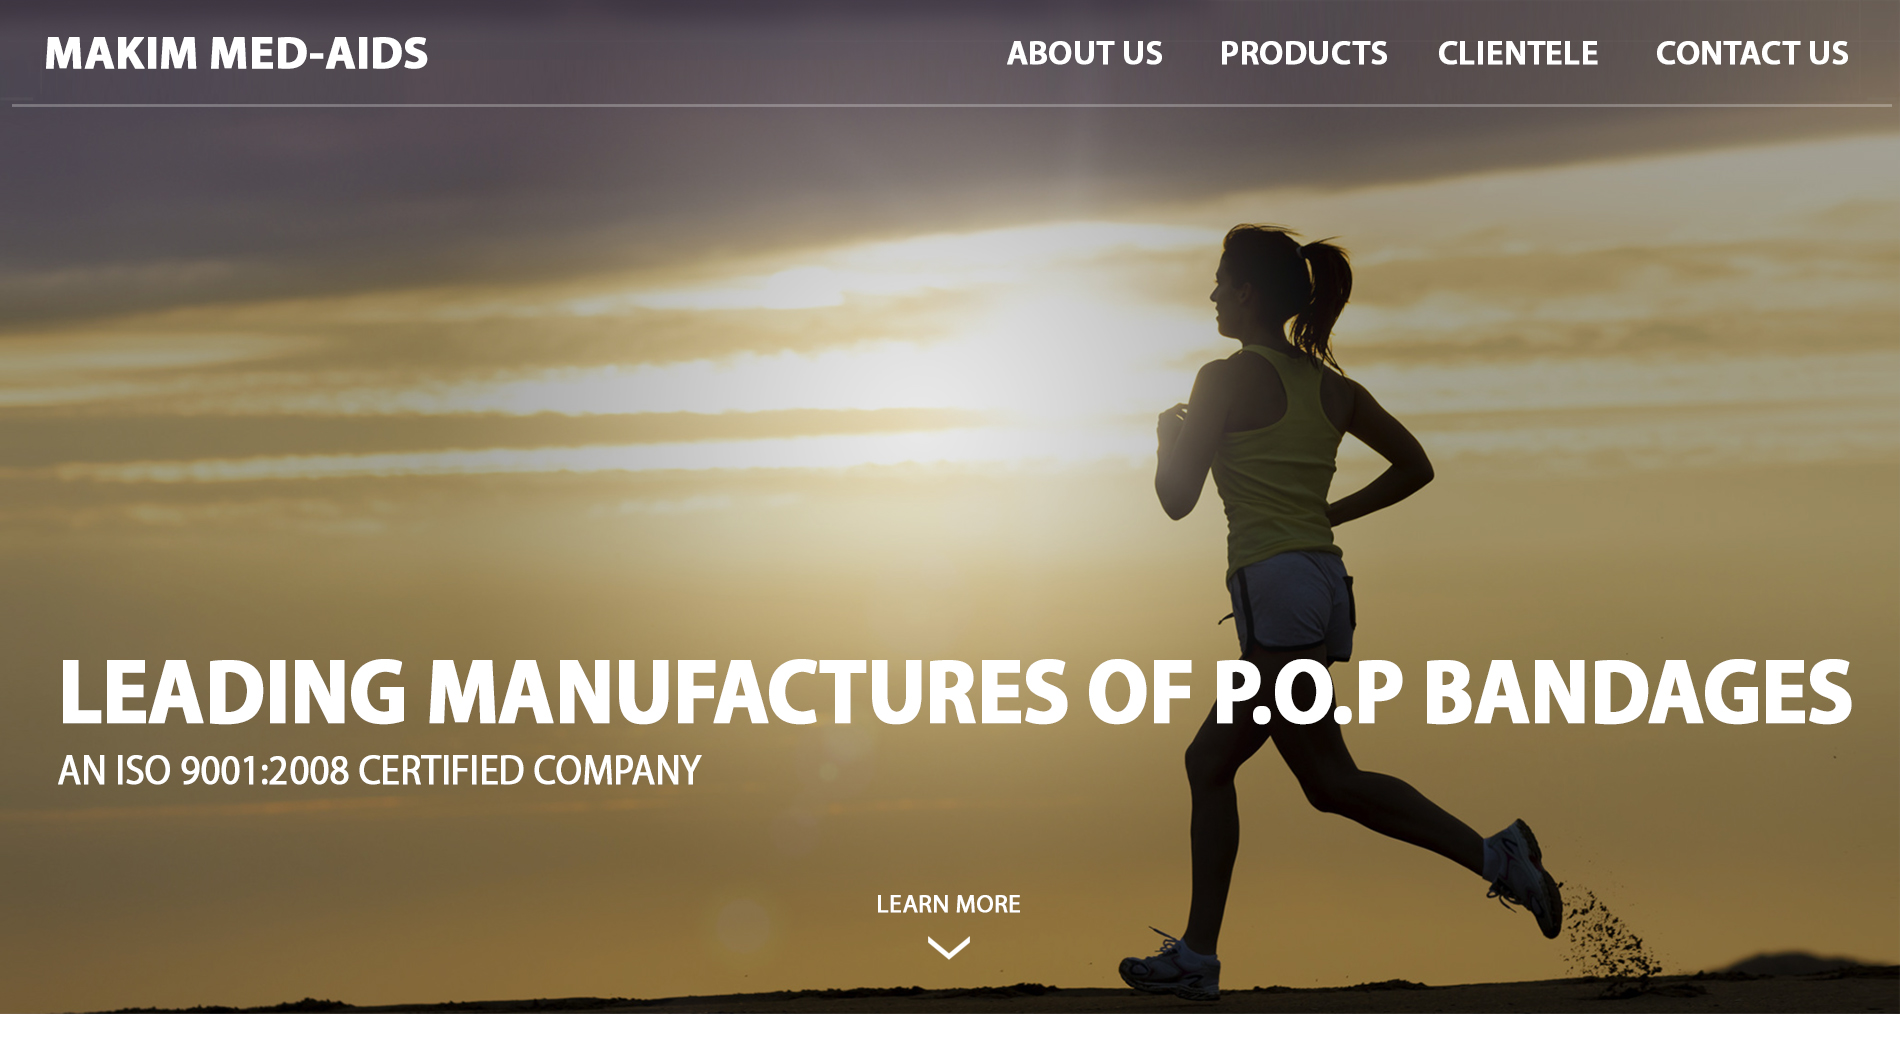 MAKIM MED-AIDS
ABOUT US PRODUCTS CLIENTELE CONTACT US
LEADING MANUFACTURES OF P.O.P BANDAGES
AN ISO 9001:2008 CERTIFIED COMPANY
LEARN MORE